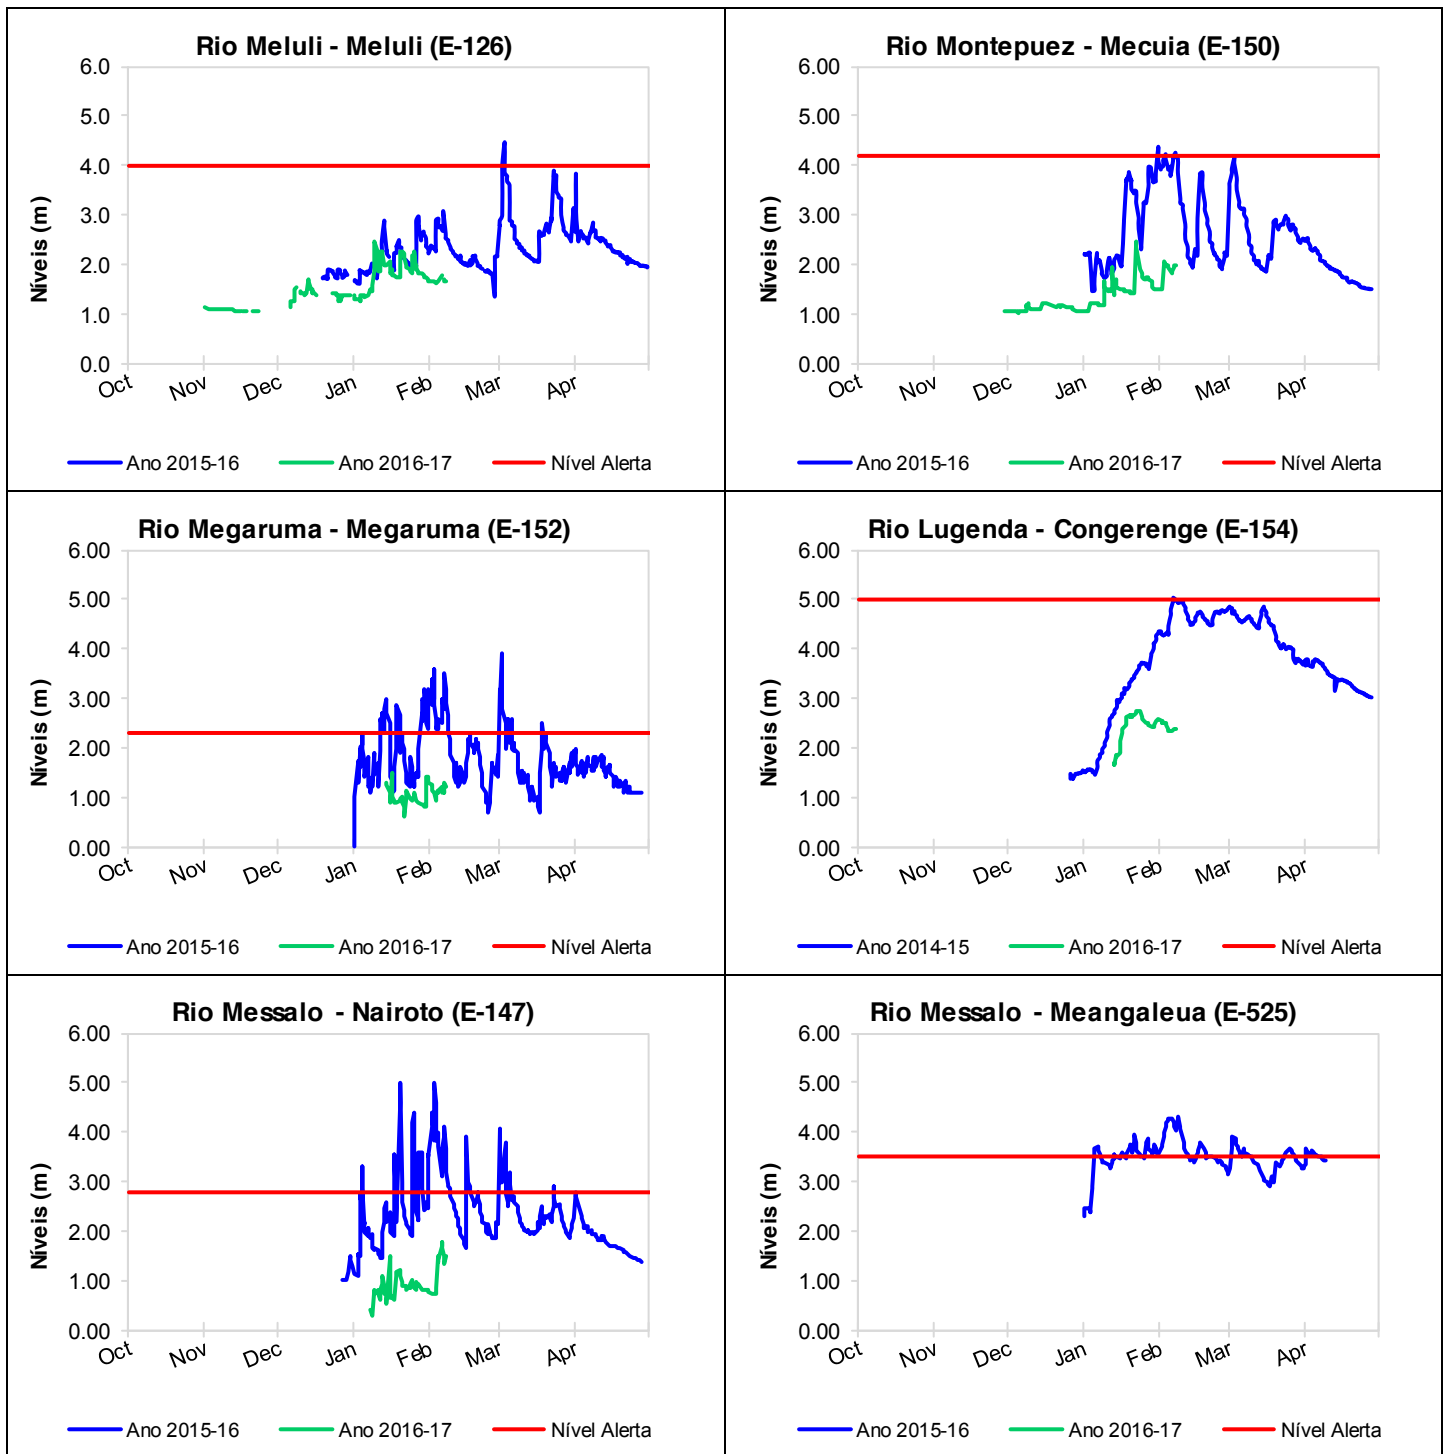 Rio Meluli - Meluli (E-126)
6.0
5.0
4.0
3.0
2.0
1.0
0.0
Níveis (m)
Oct Nov Dec Jan Feb Mar Apr
Ano 2015-16 Ano 2016-17 Nível Alerta
Rio Montepuez - Mecuia (E-150)
6.00
5.00
4.00
3.00
2.00
1.00
0.00
Níveis (m)
Oct Nov Dec Jan Feb Mar Apr
Ano 2015-16 Ano 2016-17 Nível Alerta
Rio Megaruma - Megaruma (E-152)
6.00
5.00
4.00
3.00
2.00
1.00
0.00
Níveis (m)
Oct Nov Dec Jan Feb Mar Apr
Ano 2015-16 Ano 2016-17 Nível Alerta
Rio Lugenda - Congerenge (E-154)
6.00
5.00
4.00
3.00
2.00
1.00
0.00
Níveis (m)
Oct Nov Dec Jan Feb Mar Apr
Ano 2014-15 Ano 2016-17 Nível Alerta
Rio Messalo - Nairoto (E-147)
6.00
5.00
4.00
3.00
2.00
1.00
0.00
Níveis (m)
Oct Nov Dec Jan Feb Mar Apr
Ano 2015-16 Ano 2016-17 Nível Alerta
Rio Messalo - Meangaleua (E-525)
6.00
5.00
4.00
3.00
2.00
1.00
0.00
Níveis (m)
Oct Nov Dec Jan Feb Mar Apr
Ano 2015-16 Ano 2016-17 Nível Alerta